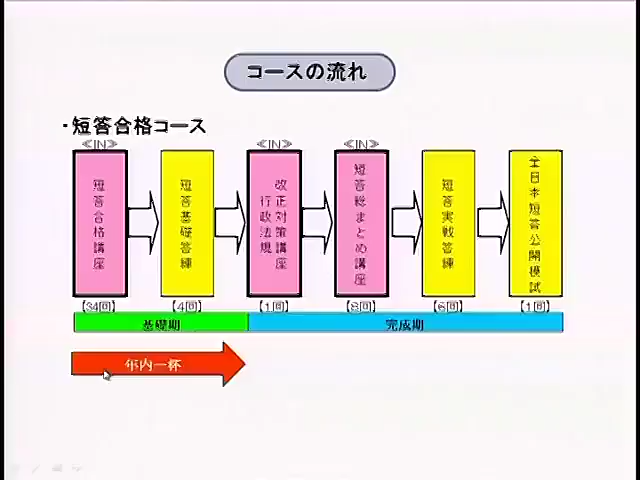 コースの流れ
・短答合格コース
≪IN≫ ≪IN≫ ≪IN≫
短答合格講座
短答基礎答練
改正対策講座
行政法規
短答総まとめ講座
短答実戦答練
全日本短答公開模試
【34回】 【4回】 【1回】 【8回】 【6回】 【1回】
基礎期 完成期
年内一杯